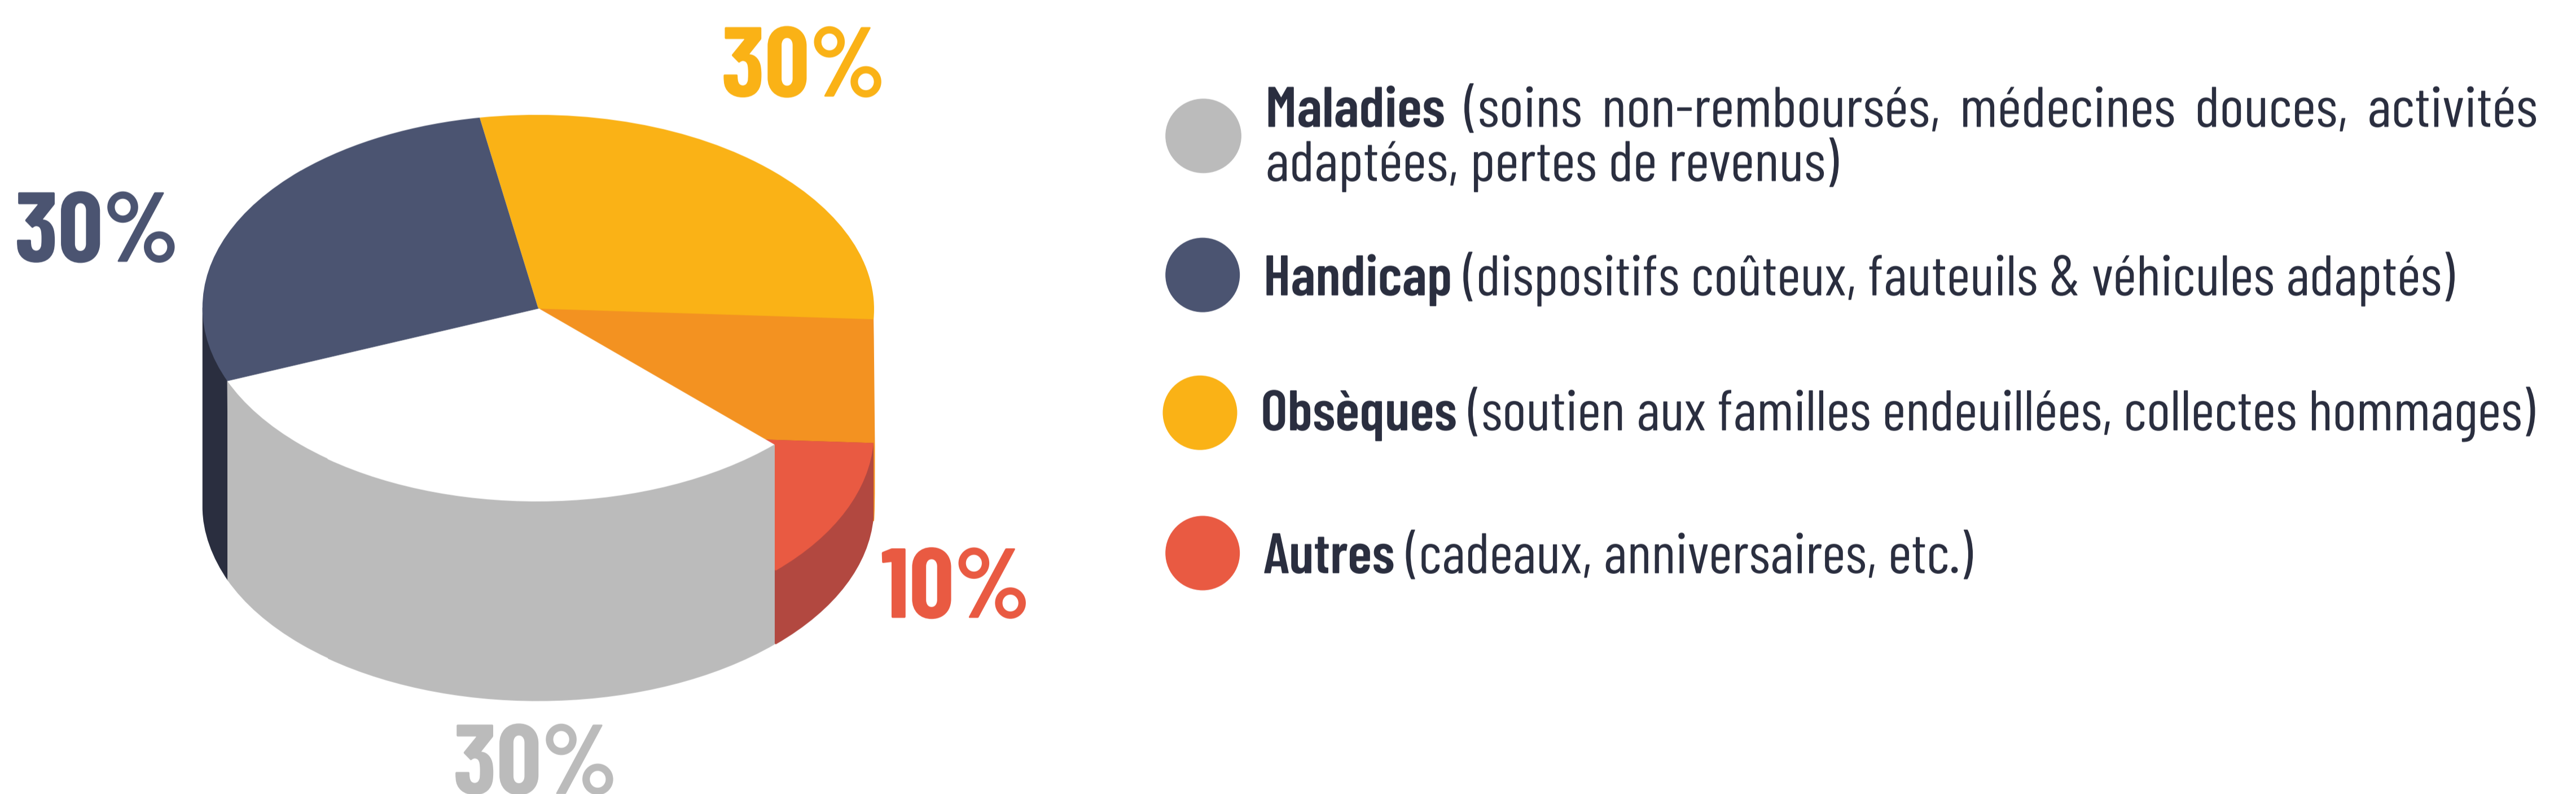 30%
30%
10%
30%
Maladies (soins non-remboursés, médecines douces, activités
adaptées, pertes de revenus)
Handicap (dispositifs coûteux, fauteuils & véhicules adaptés)
Obsèques (soutien aux familles endeuillées, collectes hommages)
Autres (cadeaux, anniversaires, etc.)